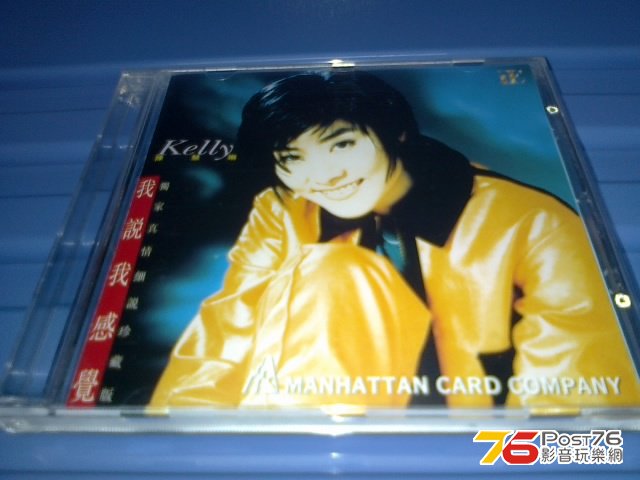 Kelly
我說我感覺
獨家真情細說珍藏版
MANHATTAN CARD COMPANY
76 POST76
影音玩樂網